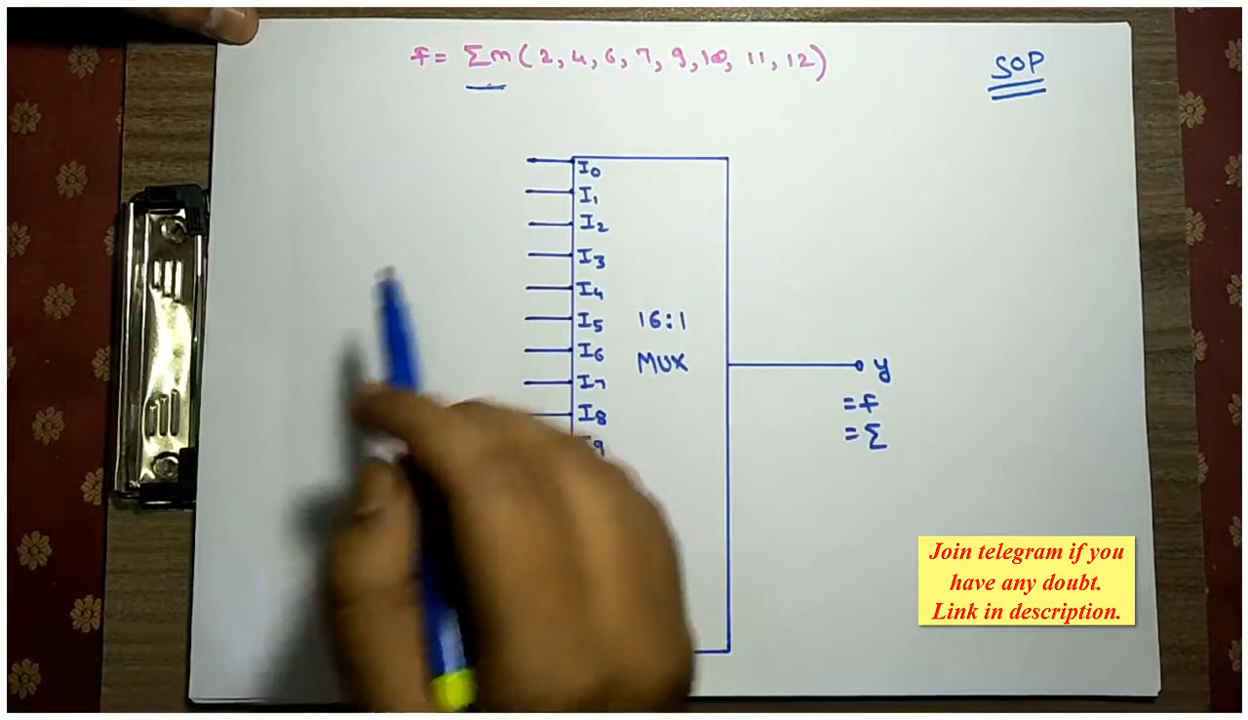 f = Σm(2, 4, 6, 7, 9, 10, 11, 12)
SOP
I0
I1
I2
I3
I4
I5
I6
I7
I8
I9
16:1
MUX
y
=f
=Σ
Join telegram if you
have any doubt.
Link in description.